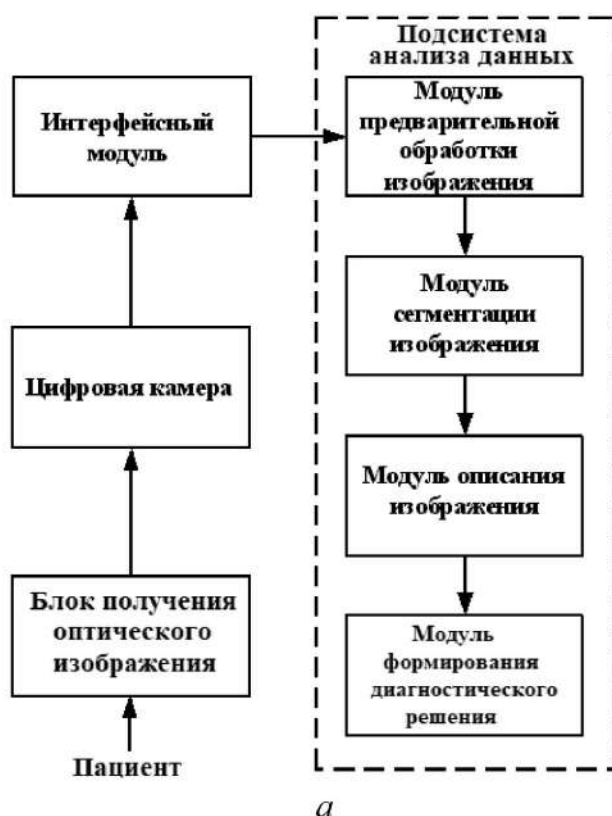 Подсистема
анализа данных
Интерфейсный
модуль
Модуль
предварительной
обработки
изображения
Модуль
сегментации
изображения
Цифровая камера
Модуль описания
изображения
Блок получения
оптического
изображения
Модуль
формирования
диагностического
решения
Пациент
а